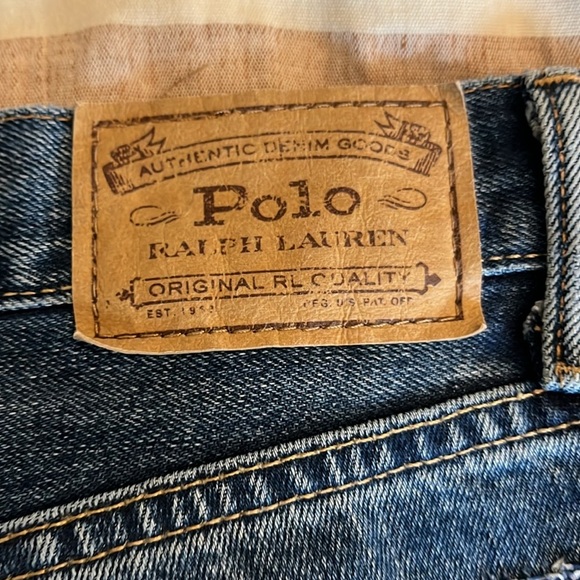 AUTHENTIC DENIM GOODS
Polo
RALPH LAUREN
ORIGINAL RL QUALITY
EST. REG. U.S. PAT. OFF